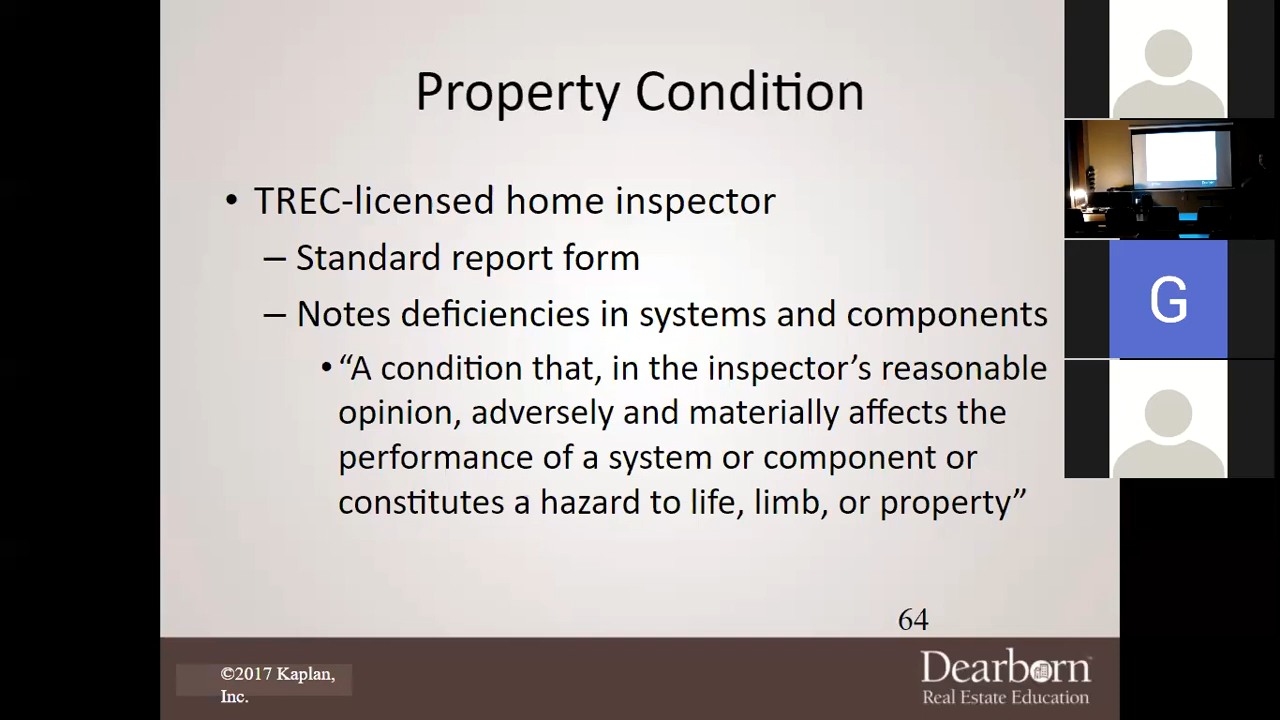 Property Condition
• TREC-licensed home inspector
– Standard report form
– Notes deficiencies in systems and components
• “A condition that, in the inspector’s reasonable
opinion, adversely and materially affects the
performance of a system or component or
constitutes a hazard to life, limb, or property”
64
©2017 Kaplan,
Inc.
Dearborn
Real Estate Education
G